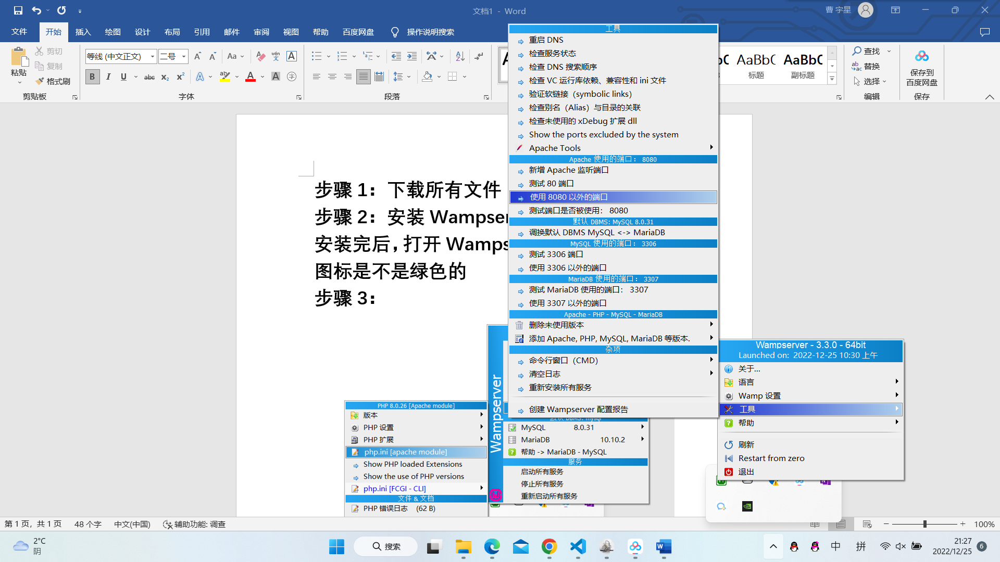 文档1 - Word
曹 宇星
文件 开始 插入 绘图 设计 布局 引用 邮件 审阅 视图 帮助 百度网盘 操作说明搜索
粘贴
剪切
复制
格式刷
剪贴板
等线 (中文正文) 二号
字体
段落
AaBbC
标题
AaBbC
副标题
查找
替换
选择
编辑
保存到
百度网盘
保存
步骤 1：下载所有文件
步骤 2：安装 Wampser
安装完后，打开 Wamps
图标是不是绿色的
步骤 3：
工具
重启 DNS
检查服务状态
检查 DNS 搜索顺序
检查 VC 运行库依赖、兼容性和 ini 文件
验证软链接（symbolic links）
检查别名（Alias）与目录的关联
检查未使用的 xDebug 扩展 dll
Show the ports excluded by the system
Apache Tools
Apache 使用的端口： 8080
新增 Apache 监听端口
测试 80 端口
使用 8080 以外的端口
测试端口是否被使用： 8080
默认 DBMS: MySQL 8.0.31
调换默认 DBMS MySQL <-> MariaDB
MySQL 使用的端口： 3306
测试 3306 端口
使用 3306 以外的端口
MariaDB 使用的端口： 3307
测试 MariaDB 使用的端口： 3307
使用 3307 以外的端口
Apache - PHP - MySQL - MariaDB
删除未使用版本
添加 Apache, PHP, MySQL, MariaDB 等版本.
杂项
命令行窗口（CMD）
清空日志
重新安装所有服务
创建 Wampserver 配置报告
Wampserver - 3.3.0 - 64bit
Launched on: 2022-12-25 10:30 上午
关于...
语言
Wamp 设置
工具
帮助
刷新
Restart from zero
退出
PHP 8.0.26 [Apache module]
版本
PHP 设置
PHP 扩展
php.ini [apache module]
Show PHP loaded Extensions
Show the use of PHP versions
php.ini [FCGI - CLI]
文件 & 文档
PHP 错误日志 (62 B)
Wampserver
默认 DBMS: mysql
MySQL 8.0.31
MariaDB 10.10.2
帮助 -> MariaDB - MySQL
服务
启动所有服务
停止所有服务
重新启动所有服务
第 1 页，共 1 页 48 个字 中文(中国) 辅助功能: 调查
100%
2°C
阴
搜索
中 拼
21:27
2022/12/25
6